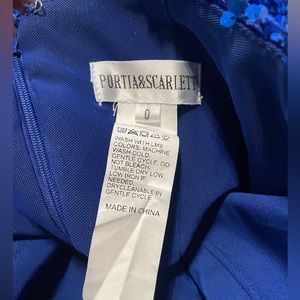 PORTIA&SCARLETT
0
WASH WITH LIKE
COLORS, MACHINE
WASH COLD.
GENTLE CYCLE, DO
NOT BLEACH.
TUMBLE DRY LOW.
LOW IRON IF
NEEDED.
DRYCLEANABLE IN
GENTLE CYCLE.
MADE IN CHINA